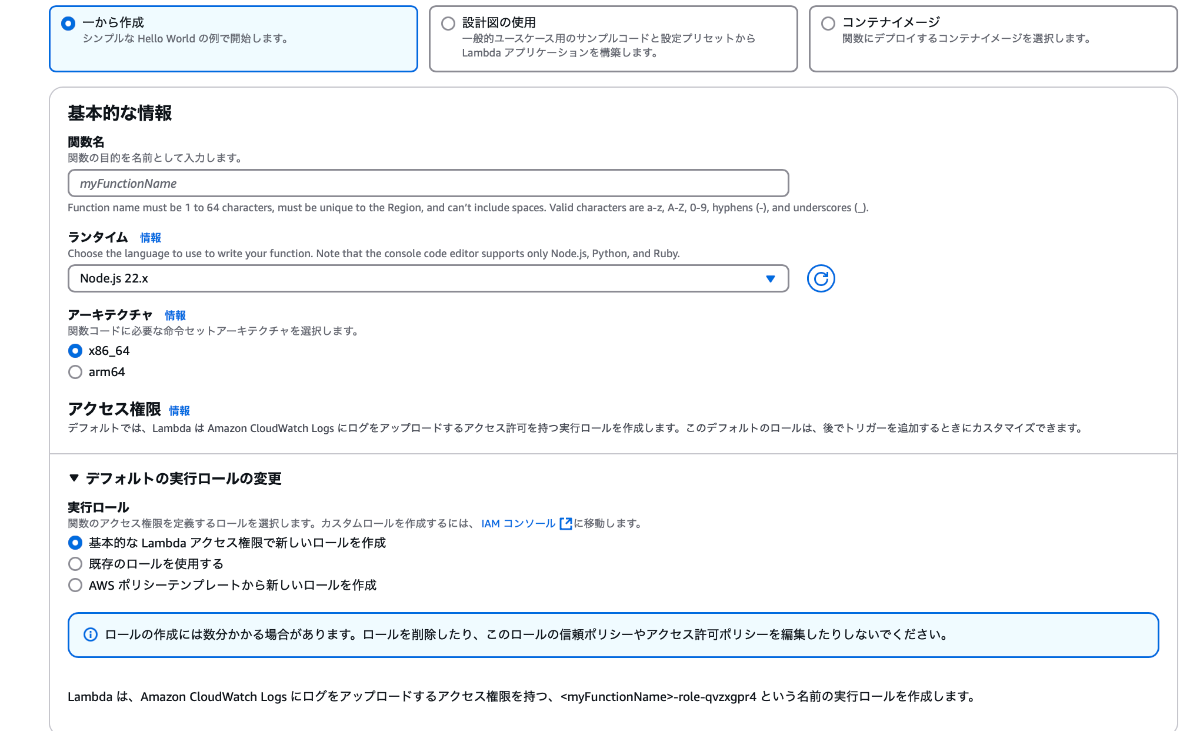 一から作成
シンプルな Hello World の例で開始します。
設計図の使用
一般的ユースケース用のサンプルコードと設定プリセットから
Lambda アプリケーションを構築します。
コンテナイメージ
関数にデプロイするコンテナイメージを選択します。
基本的な情報
関数名
関数の目的を名前として入力します。
myFunctionName
Function name must be 1 to 64 characters, must be unique to the Region, and can't include spaces. Valid characters are a-z, A-Z, 0-9, hyphens (-), and underscores (_).
ランタイム 情報
Choose the language to use to write your function. Note that the console code editor supports only Node.js, Python, and Ruby.
Node.js 22.x
アーキテクチャ 情報
関数コードに必要な命令セットアーキテクチャを選択します。
x86_64
arm64
アクセス権限 情報
デフォルトでは、Lambda は Amazon CloudWatch Logs にログをアップロードするアクセス許可を持つ実行ロールを作成します。このデフォルトのロールは、後でトリガーを追加するときにカスタマイズできます。
デフォルトの実行ロールの変更
実行ロール
関数のアクセス権限を定義するロールを選択します。カスタムロールを作成するには、IAM コンソール に移動します。
基本的な Lambda アクセス権限で新しいロールを作成
既存のロールを使用する
AWS ポリシーテンプレートから新しいロールを作成
ロールの作成には数分かかる場合があります。ロールを削除したり、このロールの信頼ポリシーやアクセス許可ポリシーを編集したりしないでください。
Lambda は、Amazon CloudWatch Logs にログをアップロードするアクセス権限を持つ、<myFunctionName>-role-qvzxgpr4 という名前の実行ロールを作成します。